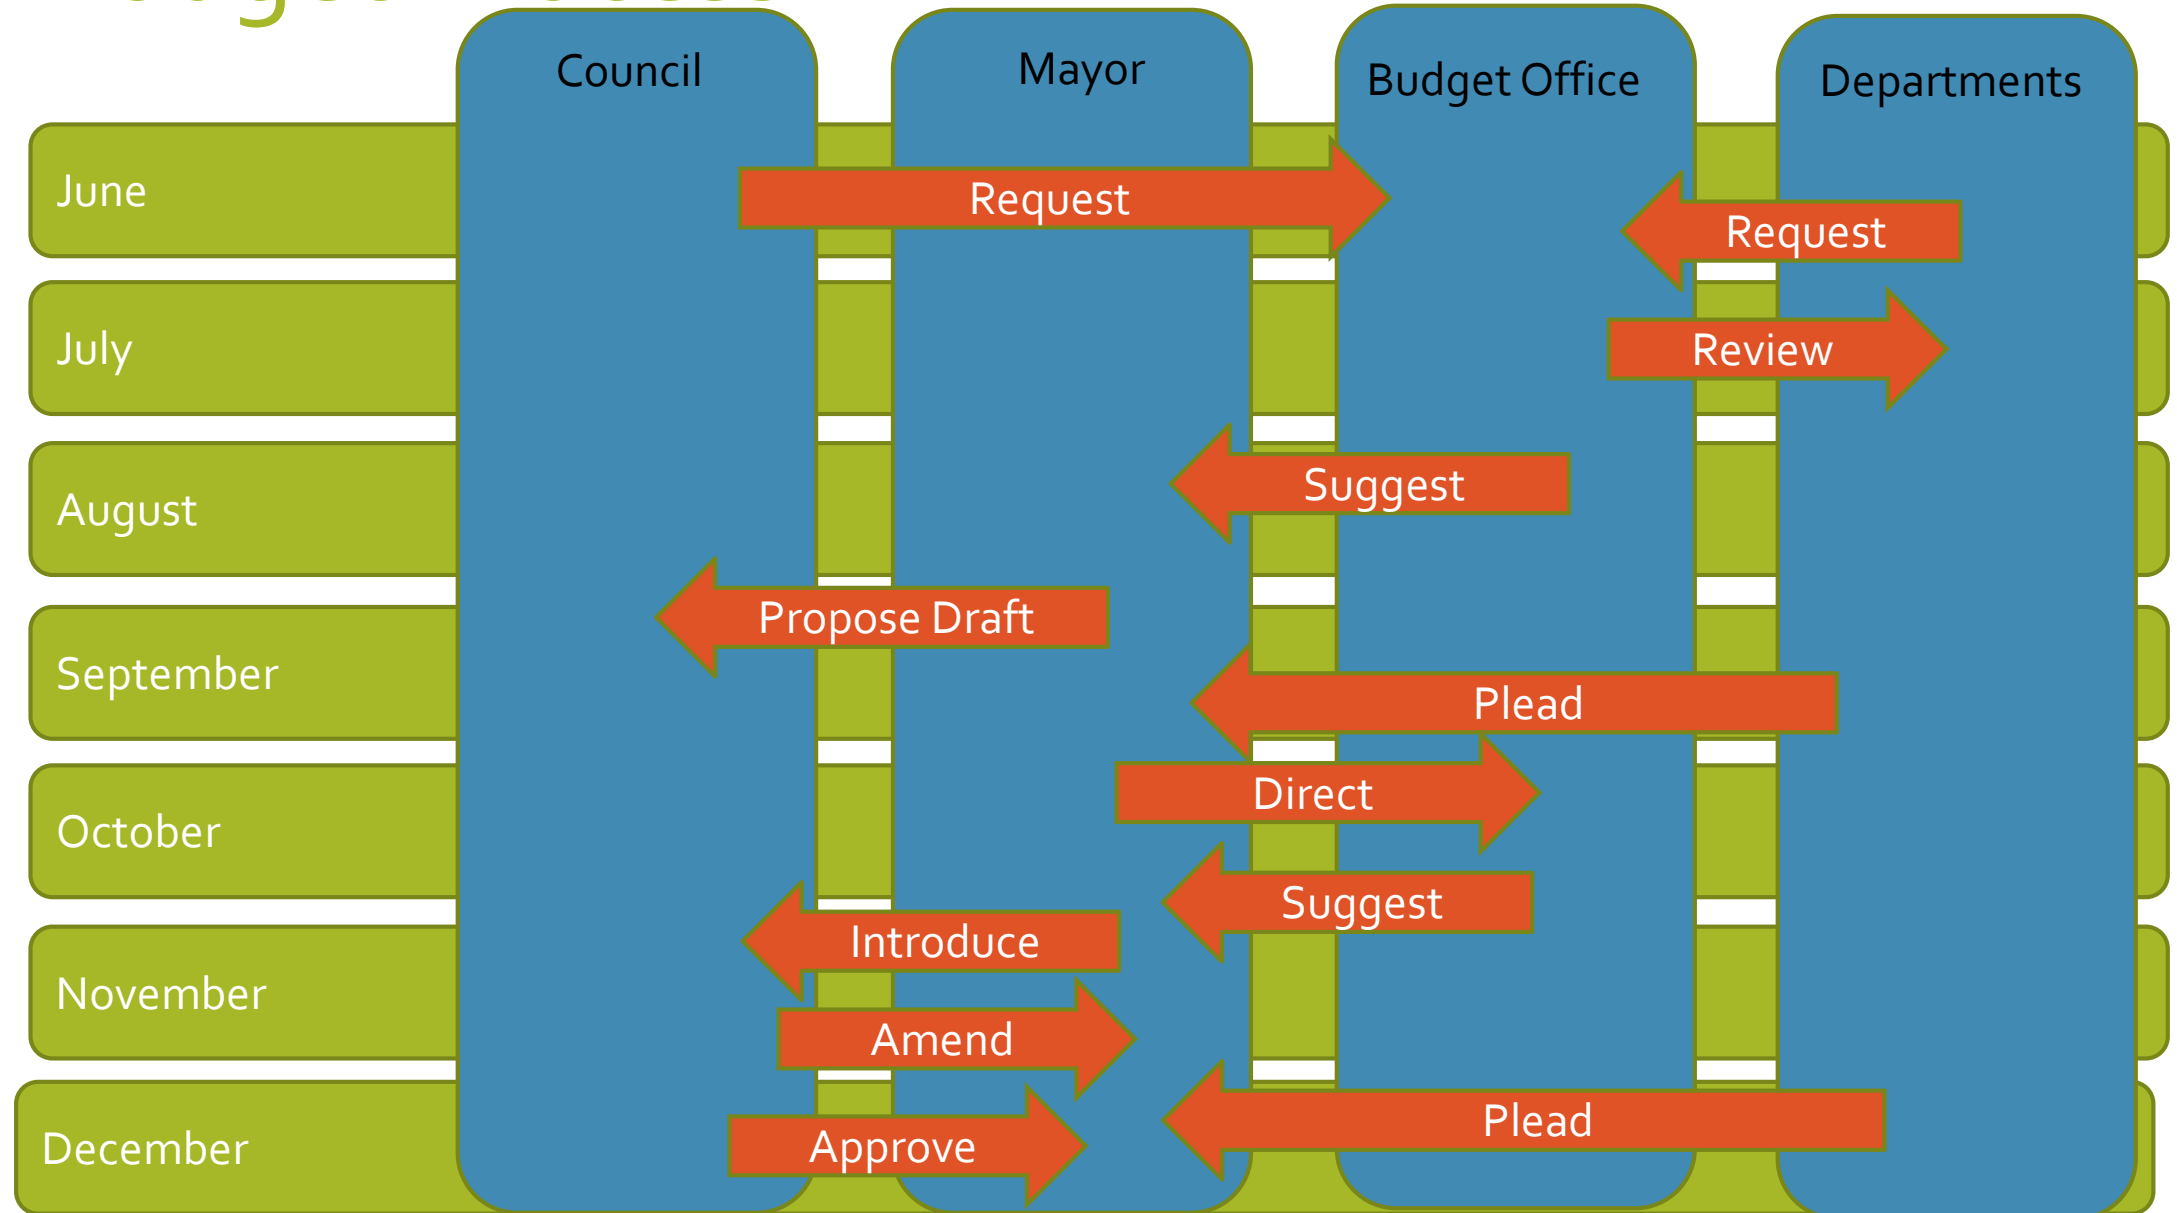 Council
Mayor
Budget Office
Departments
June
Request
Request
July
Review
August
Suggest
Propose Draft
September
Plead
Direct
October
Suggest
Introduce
November
Amend
Plead
December
Approve